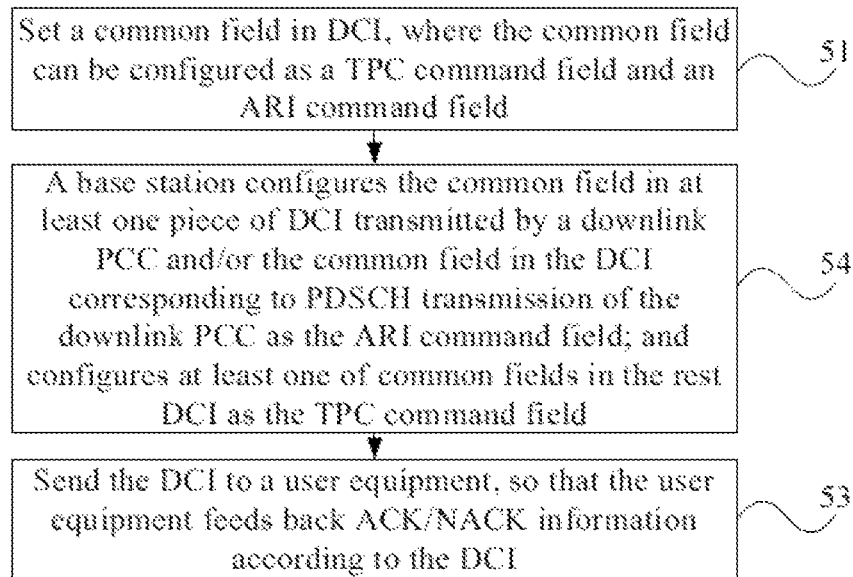 Set a common field in DCI, where the common field
can be configured as a TPC command field and an
ARI command field
51
A base station configures the common field in at
least one piece of DCI transmitted by a downlink
PCC and/or the common field in the DCI
corresponding to PDSCH transmission of the
downlink PCC as the ARI command field; and
configures at least one of common fields in the rest
DCI as the TPC command field
54
Send the DCI to a user equipment, so that the user
equipment feeds back ACK/NACK information
according to the DCI
53